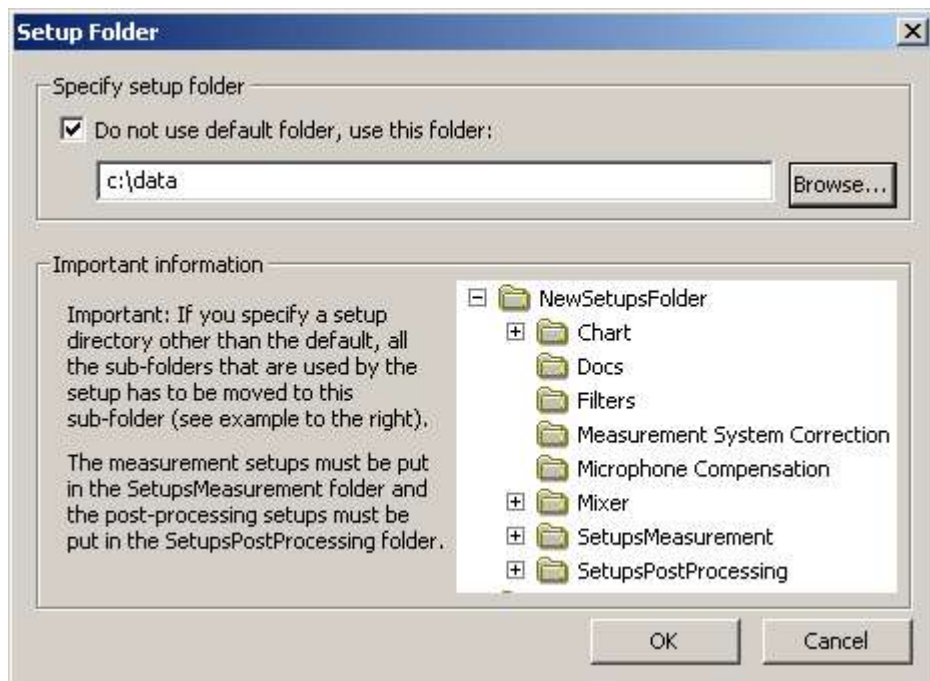 Setup Folder
Specify setup folder
Do not use default folder, use this folder:
c:\data
Browse...
Important information
Important: If you specify a setup
directory other than the default, all
the sub-folders that are used by the
setup has to be moved to this
sub-folder (see example to the right).
The measurement setups must be put
in the SetupsMeasurement folder and
the post-processing setups must be
put in the SetupsPostProcessing folder.
NewSetupsFolder
Chart
Docs
Filters
Measurement System Correction
Microphone Compensation
Mixer
SetupsMeasurement
SetupsPostProcessing
OK
Cancel